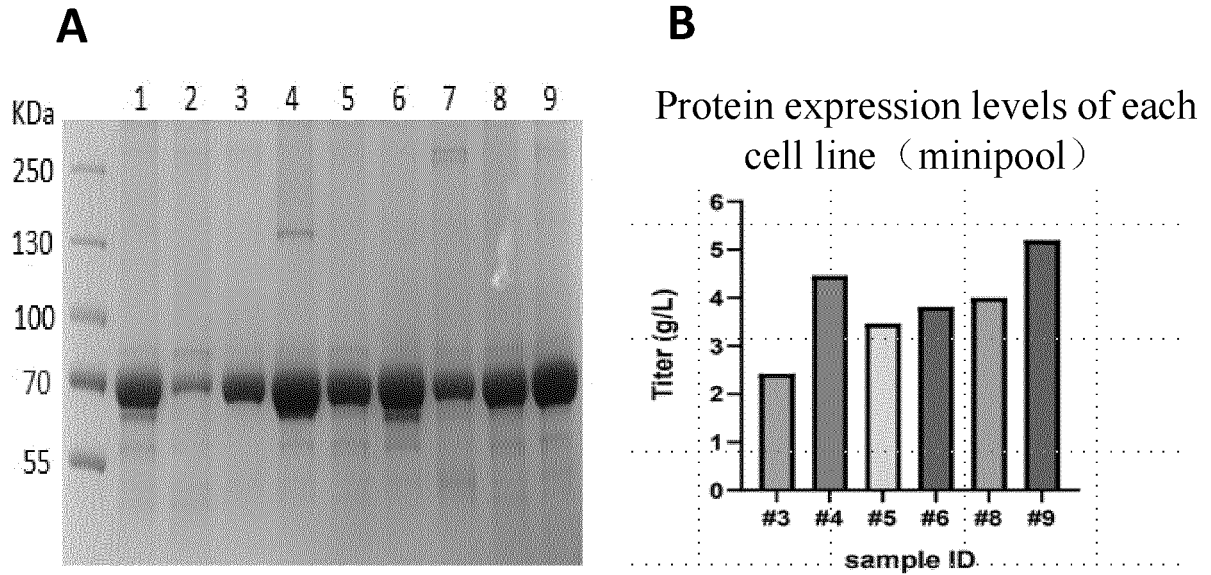 A
1 2 3 4 5 6 7 8 9
KDa
250
130
100
70
55
B
Protein expression levels of each
cell line（minipool）
6
5
4
3
2
1
0
Titer (g/L)
#3 #4 #5 #6 #8 #9
sample ID